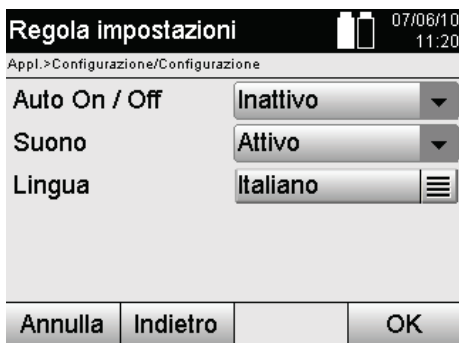 Regola impostazioni
07/06/10
11:20
Appl.>Configurazione/Configurazione
Auto On / Off Inattivo
Suono Attivo
Lingua Italiano
Annulla Indietro OK